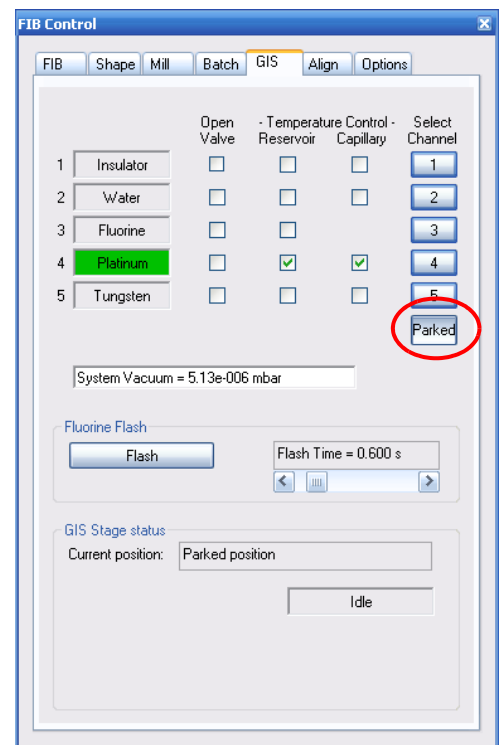 FIB Control
FIB Shape Mill Batch GIS Align Options
Open - Temperature Control - Select
Valve Reservoir Capillary Channel
1 Insulator 1
2 Water 2
3 Fluorine 3
4 Platinum 4
5 Tungsten 5
Parked
System Vacuum = 5.13e-006 mbar
Fluorine Flash
Flash Flash Time = 0.600 s
GIS Stage status
Current position: Parked position
Idle